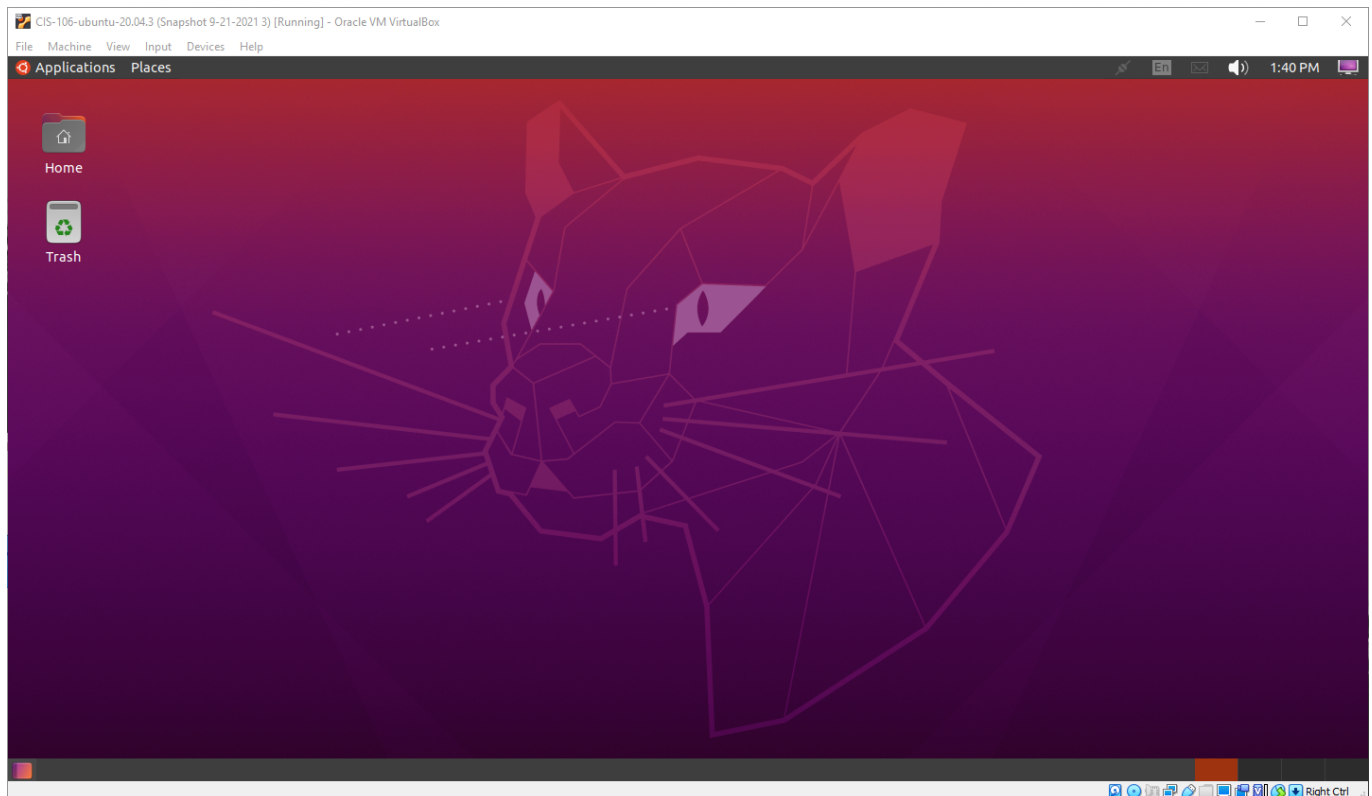 CIS-106-ubuntu-20.04.3 (Snapshot 9-21-2021 3) [Running] - Oracle VM VirtualBox
File Machine View Input Devices Help
Applications Places En 1:40 PM
Home
Trash
Right Ctrl